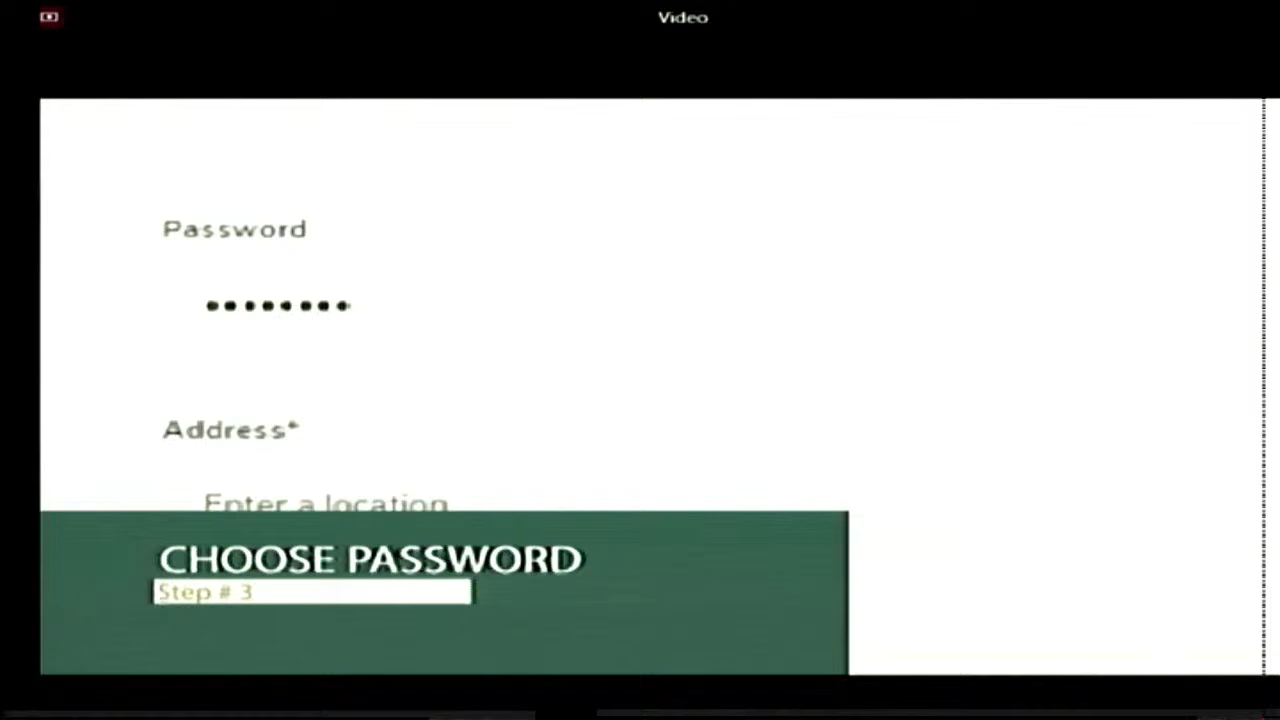 Video
Password
••••••••
Address*
Enter a location
CHOOSE PASSWORD
Step # 3